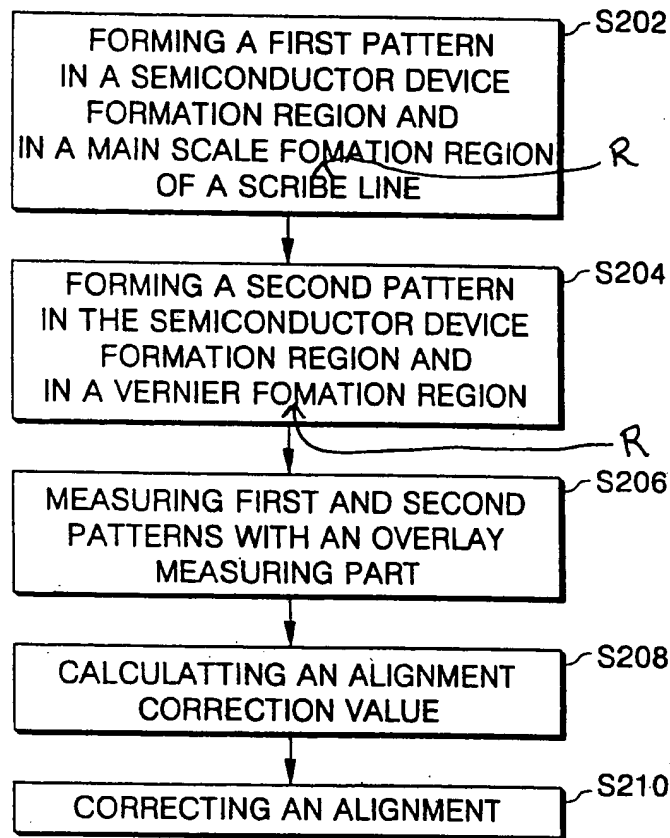 S202
FORMING A FIRST PATTERN
IN A SEMICONDUCTOR DEVICE
FORMATION REGION AND
IN A MAIN SCALE FOMATION REGION
R
OF A SCRIBE LINE
S204
FORMING A SECOND PATTERN
IN THE SEMICONDUCTOR DEVICE
FORMATION REGION AND
IN A VERNIER FOMATION REGION
R
S206
MEASURING FIRST AND SECOND
PATTERNS WITH AN OVERLAY
MEASURING PART
S208
CALCULATTING AN ALIGNMENT
CORRECTION VALUE
S210
CORRECTING AN ALIGNMENT